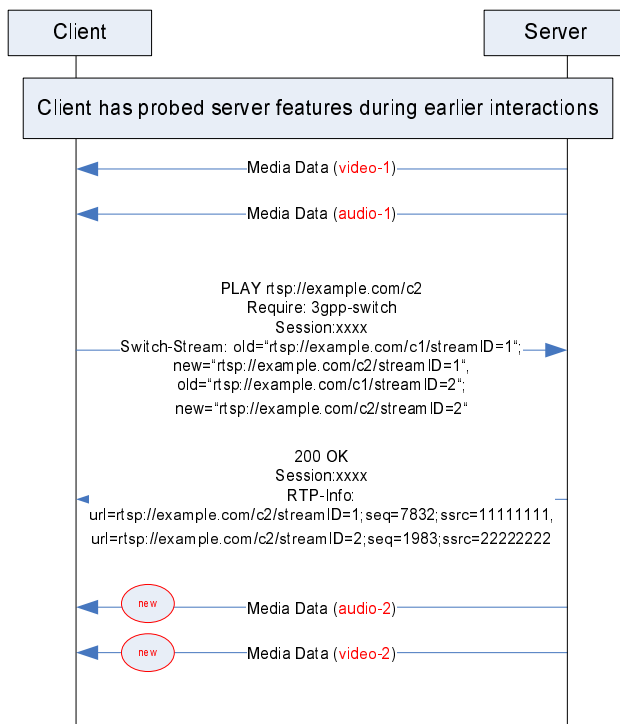 Client
Server
Client has probed server features during earlier interactions
Media Data (video-1)
Media Data (audio-1)
PLAY rtsp://example.com/c2
Require: 3gpp-switch
Session:xxxx
Switch-Stream: old=“rtsp://example.com/c1/streamID=1“;
new=“rtsp://example.com/c2/streamID=1“,
old=“rtsp://example.com/c1/streamID=2“;
new=“rtsp://example.com/c2/streamID=2“
200 OK
Session:xxxx
RTP-Info:
url=rtsp://example.com/c2/streamID=1;seq=7832;ssrc=11111111,
url=rtsp://example.com/c2/streamID=2;seq=1983;ssrc=22222222
new
Media Data (audio-2)
new
Media Data (video-2)